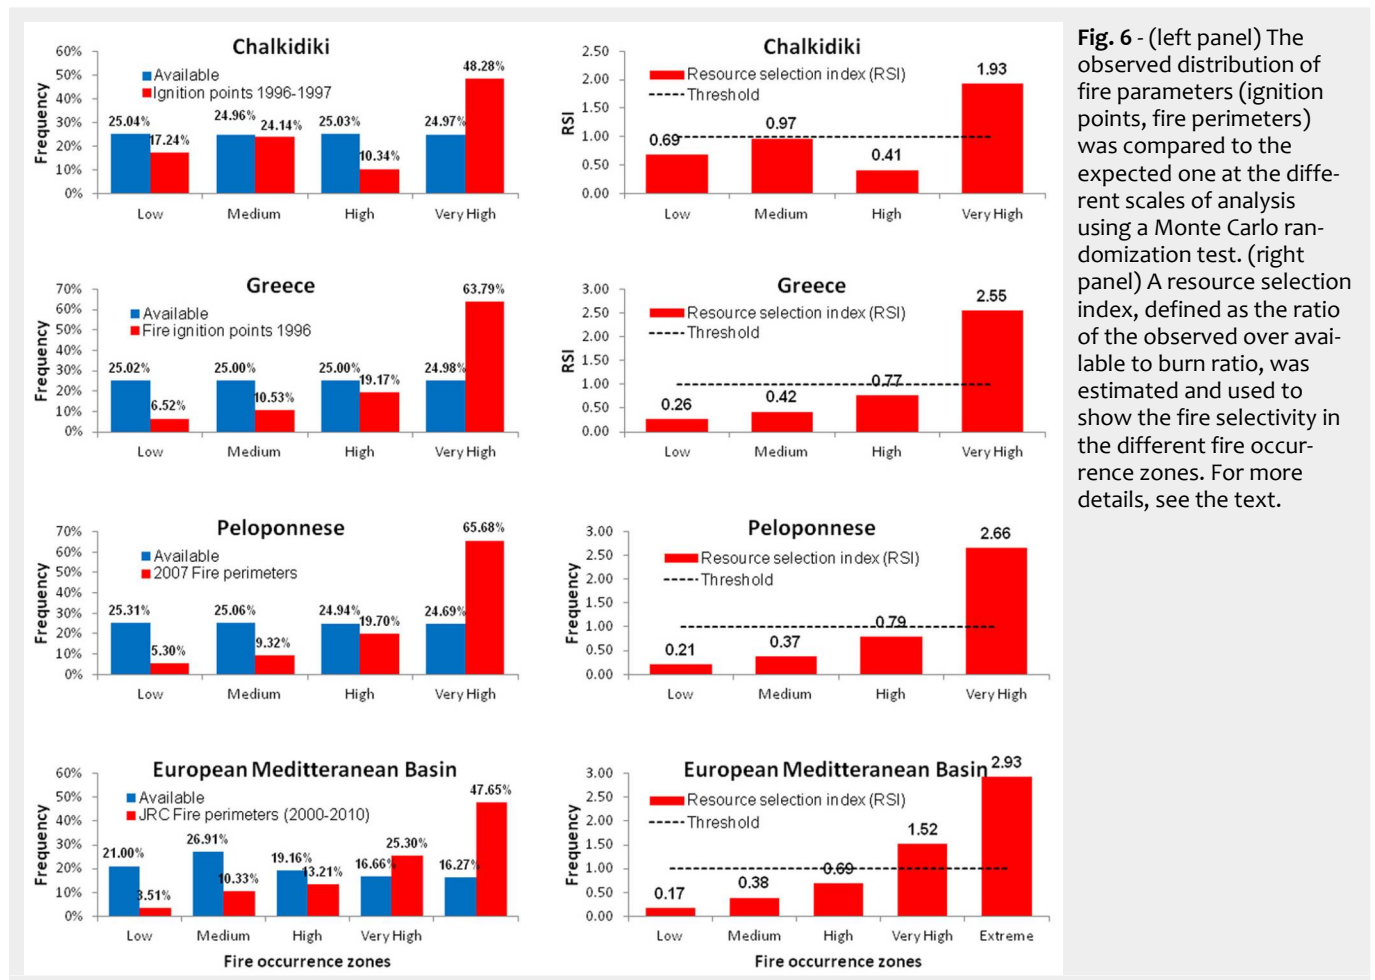 Chalkidiki
60%
50%
40%
30%
20%
10%
0%
Frequency
Available
Ignition points 1996-1997
25.04%
17.24%
24.96%
24.14%
25.03%
10.34%
24.97%
48.28%
Low
Medium
High
Very High
Chalkidiki
2.50
2.00
1.50
1.00
0.50
0.00
RSI
Resource selection index (RSI)
Threshold
0.69
0.97
0.41
1.93
Low
Medium
High
Very High
Greece
70%
60%
50%
40%
30%
20%
10%
0%
Frequency
Available
Fire ignition points 1996
25.02%
6.52%
25.00%
10.53%
25.00%
19.17%
24.98%
63.79%
Low
Medium
High
Very High
Greece
3.00
2.50
2.00
1.50
1.00
0.50
0.00
RSI
Resource selection index (RSI)
Threshold
0.26
0.42
0.77
2.55
Low
Medium
High
Very High
Peloponnese
70%
60%
50%
40%
30%
20%
10%
0%
Frequency
Available
2007 Fire perimeters
25.31%
5.30%
25.06%
9.32%
24.94%
19.70%
24.69%
65.68%
Low
Medium
High
Very High
Peloponnese
3.00
2.50
2.00
1.50
1.00
0.50
0.00
Frequency
Resource selection index (RSI)
Threshold
0.21
0.37
0.79
2.66
Low
Medium
High
Very High
European Meditteranean Basin
60%
50%
40%
30%
20%
10%
0%
Frequency
Available
JRC Fire perimeters (2000-2010)
21.00%
3.51%
26.91%
10.33%
19.16%
13.21%
16.66%
25.30%
16.27%
47.65%
Low
Medium
High
Very High
Fire occurrence zones
European Meditteranean Basin
3.00
2.50
2.00
1.50
1.00
0.50
0.00
Frequency
Resource selection index (RSI)
Threshold
0.17
0.38
0.69
1.52
2.93
Low
Medium
High
Very High
Extreme
Fire occurrence zones
Fig. 6 - (left panel) The
observed distribution of
fire parameters (ignition
points, fire perimeters)
was compared to the
expected one at the diffe-
rent scales of analysis
using a Monte Carlo ran-
domization test. (right
panel) A resource selection
index, defined as the ratio
of the observed over avai-
lable to burn ratio, was
estimated and used to
show the fire selectivity in
the different fire occur-
rence zones. For more
details, see the text.